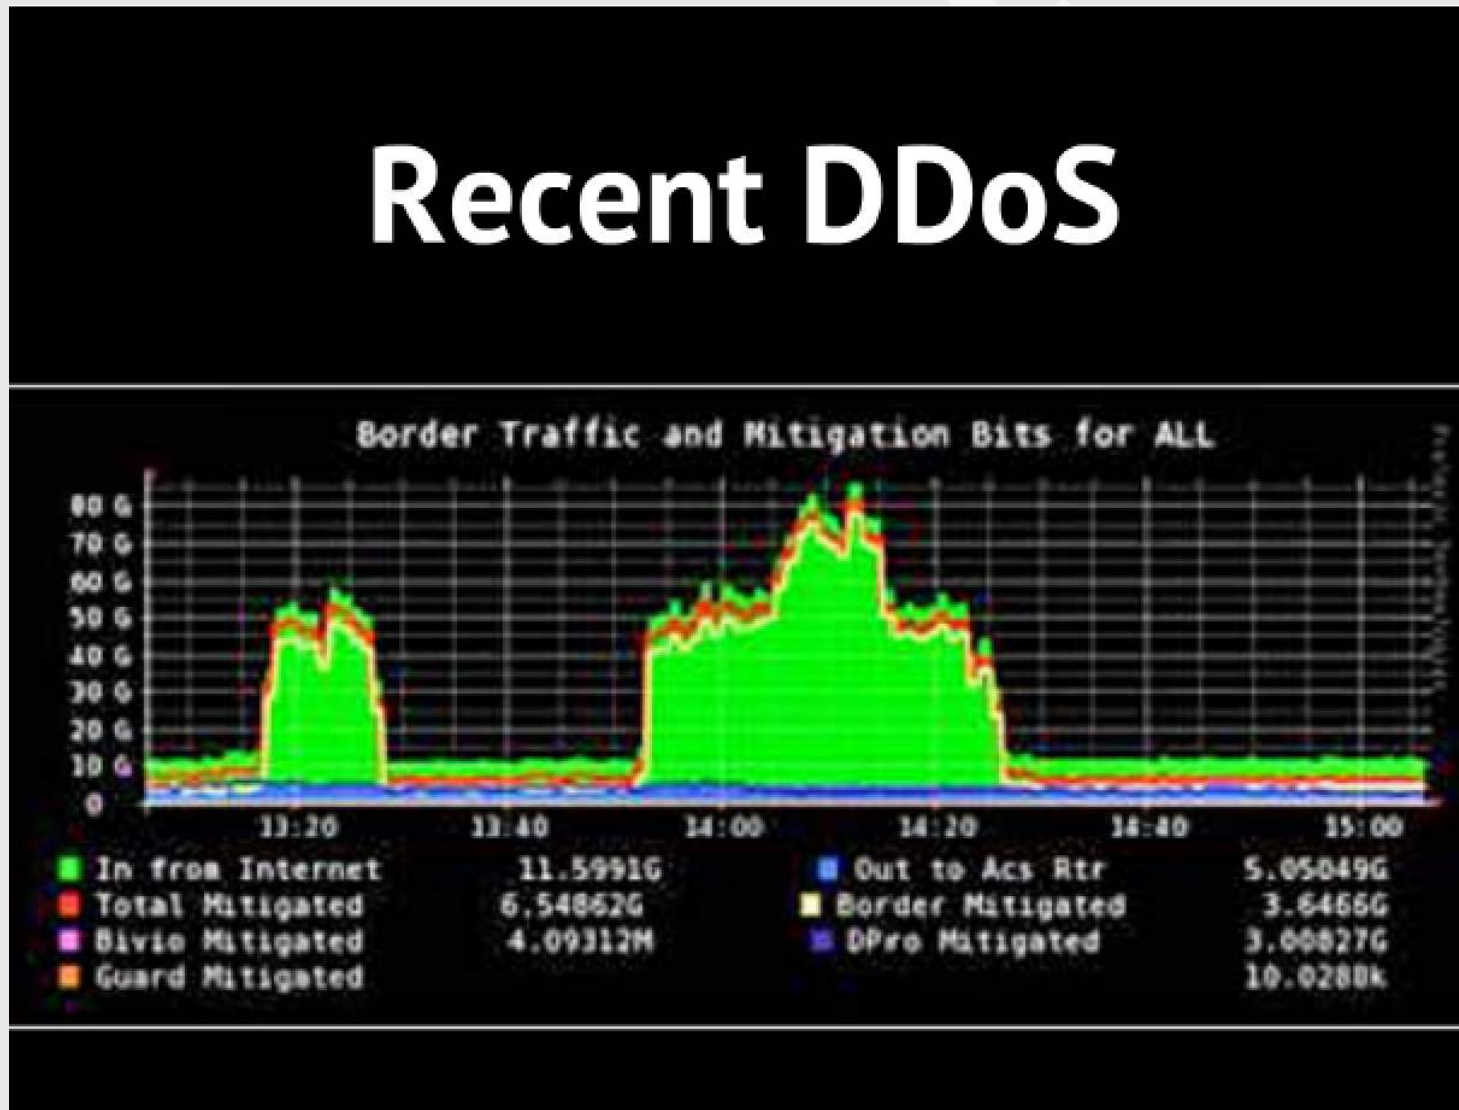 Recent DDoS
Border Traffic and Mitigation Bits for ALL
80 G
70 G
60 G
50 G
40 G
30 G
20 G
10 G
0
13:20 13:40 14:00 14:20 14:40 15:00
In from Internet 11.5991G Out to Acs Rtr 5.05049G
Total Mitigated 6.54862G Border Mitigated 3.6466G
Bivio Mitigated 4.09312M DPro Mitigated 3.00827G
Guard Mitigated 10.0288k